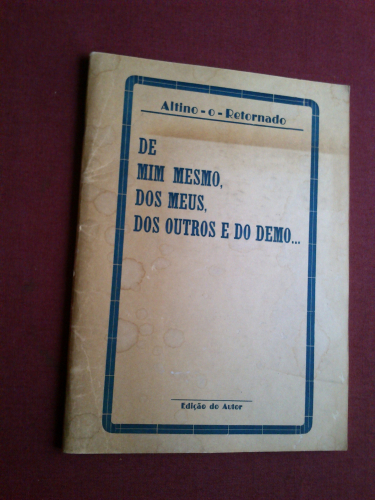 Altino-o-Retornado
DE
MIM MESMO,
DOS MEUS,
DOS OUTROS E DO DEMO...
Edição do Autor